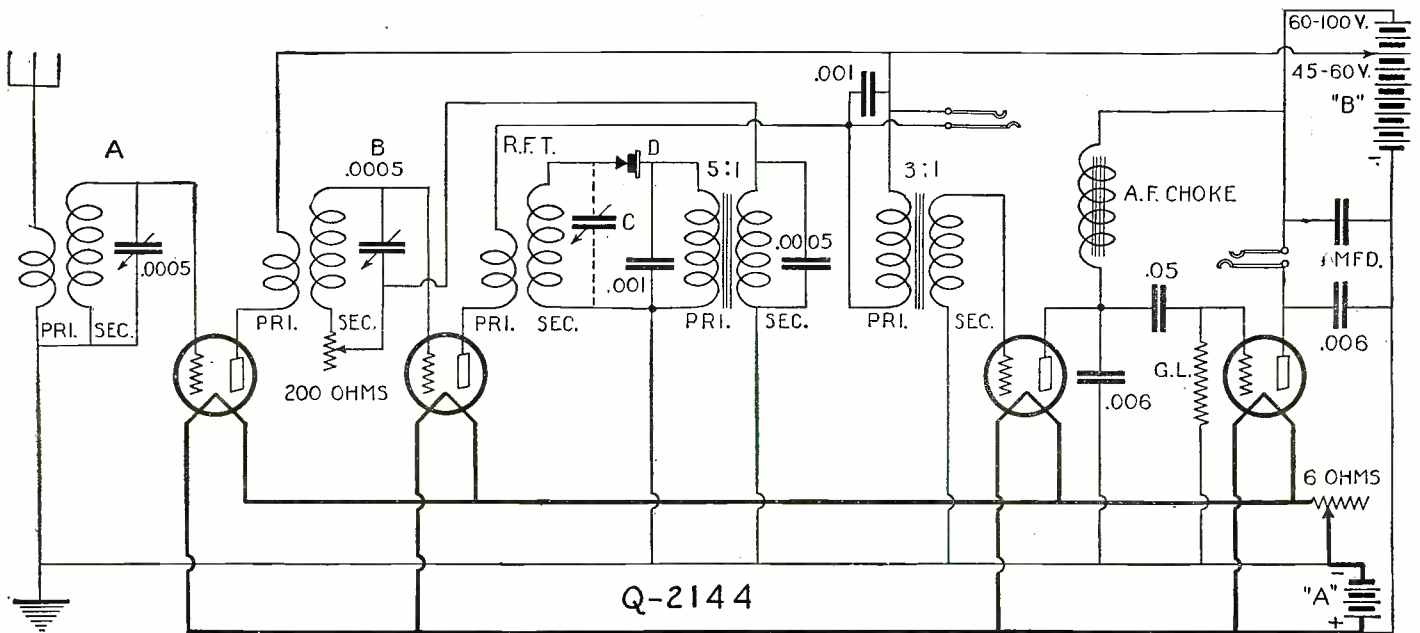 60-100 V.
45-60 V.
"B"
-
.001
A
B
.0005
R.F.T.
D
5:1
3:1
A.F. CHOKE
C
.0005
.001
.0005
.05
MFD.
PRI.
SEC.
PRI.
SEC.
PRI.
SEC.
PRI.
SEC.
PRI.
SEC.
.006
200 OHMS
G.L.
.006
6 OHMS
Q-2144
-
"A"
+